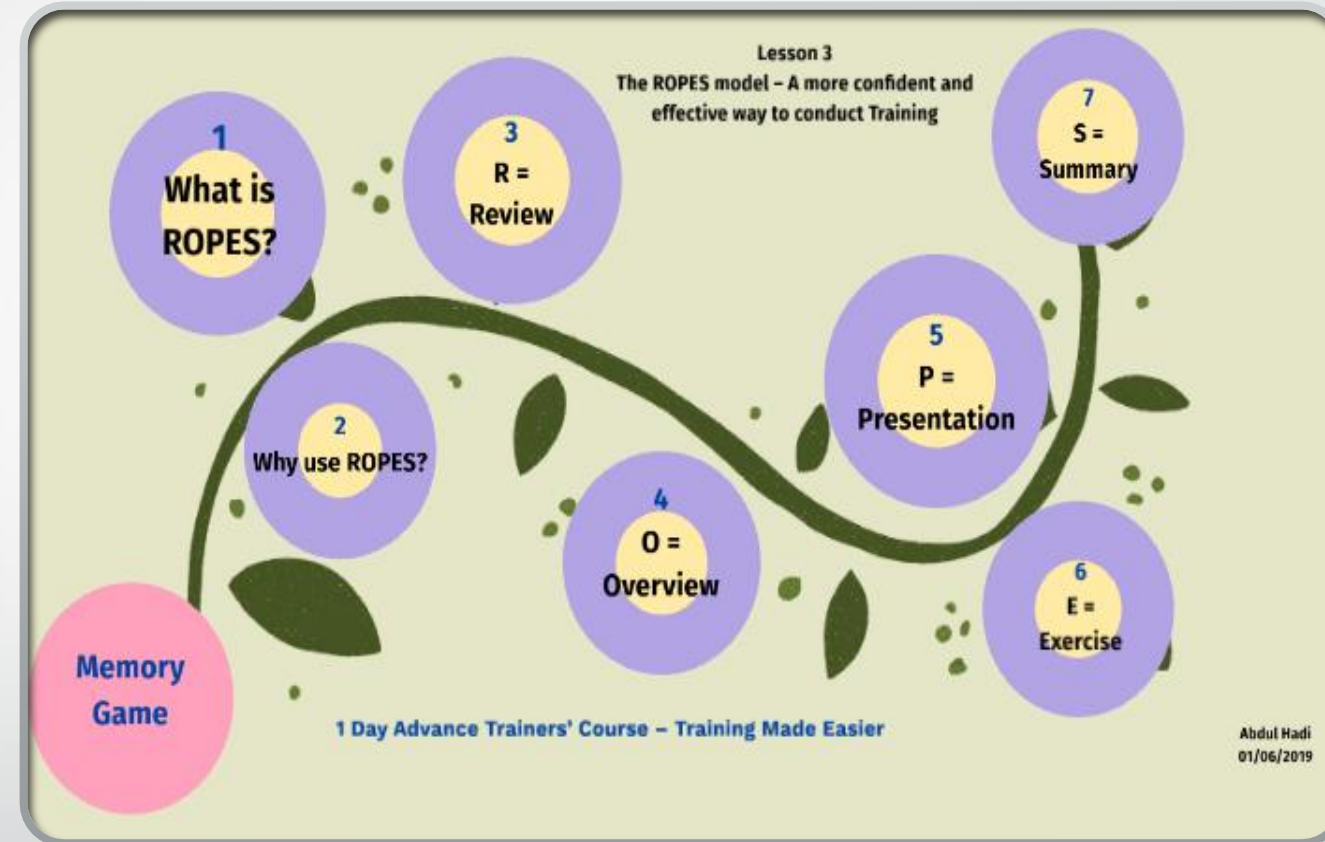 Lesson 3
The ROPES model – A more confident and
effective way to conduct Training
1
What is
ROPES?
2
Why use ROPES?
3
R =
Review
4
O =
Overview
5
P =
Presentation
6
E =
Exercise
7
S =
Summary
Memory
Game
1 Day Advance Trainers' Course – Training Made Easier
Abdul Hadi
01/06/2019